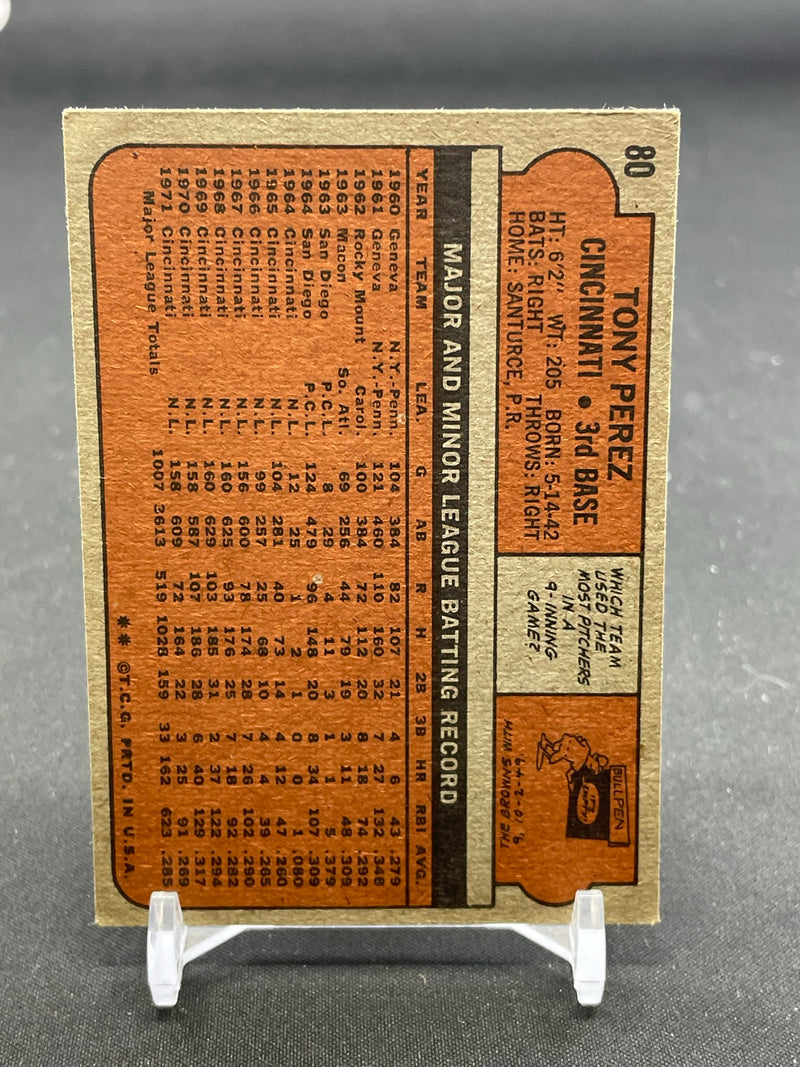 80
TONY PEREZ
CINCINNATI • 3rd BASE
HT: 6'2" WT: 205 BORN: 5-14-42
BATS: RIGHT THROWS: RIGHT
HOME: SANTURCE, P.R.
WHICH TEAM
USED THE
MOST PITCHERS
IN A
9-INNING
GAME?
BULLPEN
THE BROWNS WITH
9, 10-2-49.
MAJOR AND MINOR LEAGUE BATTING RECORD
YEAR TEAM LEA. G AB R H 2B 3B HR RBI AVG.
1960 Geneva N.Y.-Penn. 104 384 82 107 21 4 6 43 .279
1961 Geneva N.Y.-Penn. 121 460 110 160 32 7 27 132 .348
1962 Rocky Mount Carol. 100 384 72 112 20 8 18 74 .292
1963 Macon So. Atl. 69 256 44 79 19 3 11 48 .309
1963 San Diego P.C.L. 8 29 4 11 3 1 1 5 .379
1964 San Diego P.C.L. 124 479 96 148 20 8 34 107 .309
1964 Cincinnati N.L. 12 25 1 2 1 0 0 1 .080
1965 Cincinnati N.L. 104 281 40 73 14 4 12 47 .260
1966 Cincinnati N.L. 99 257 25 68 10 4 4 39 .265
1967 Cincinnati N.L. 156 600 78 174 28 7 26 102 .290
1968 Cincinnati N.L. 160 625 93 176 25 7 18 92 .282
1969 Cincinnati N.L. 160 629 103 185 31 2 37 122 .294
1970 Cincinnati N.L. 158 587 107 186 28 6 40 129 .317
1971 Cincinnati N.L. 158 609 72 164 22 3 25 91 .269
Major League Totals 1007 3613 519 1028 159 33 162 623 .285
** ©T.C.G. PRTD. IN U.S.A.